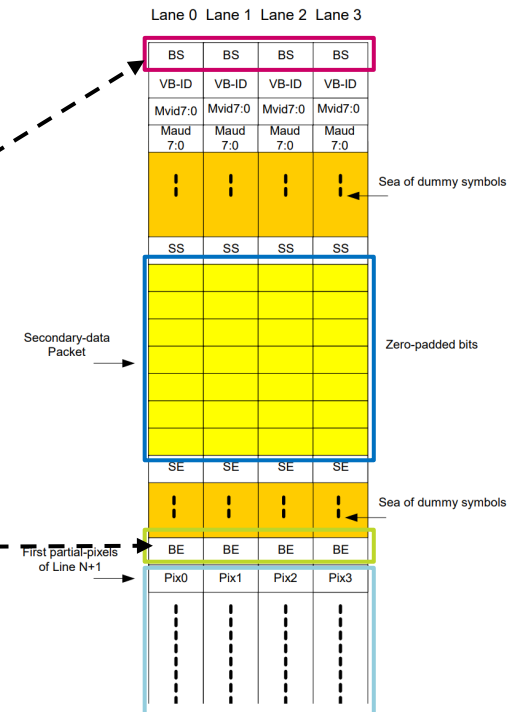 Lane 0 Lane 1 Lane 2 Lane 3
BS BS BS BS
VB-ID VB-ID VB-ID VB-ID
Mvid7:0 Mvid7:0 Mvid7:0 Mvid7:0
Maud Maud Maud Maud
7:0 7:0 7:0 7:0
Sea of dummy symbols
SS SS SS SS
Secondary-data
Packet
Zero-padded bits
SE SE SE SE
Sea of dummy symbols
BE BE BE BE
First partial-pixels
of Line N+1
Pix0 Pix1 Pix2 Pix3